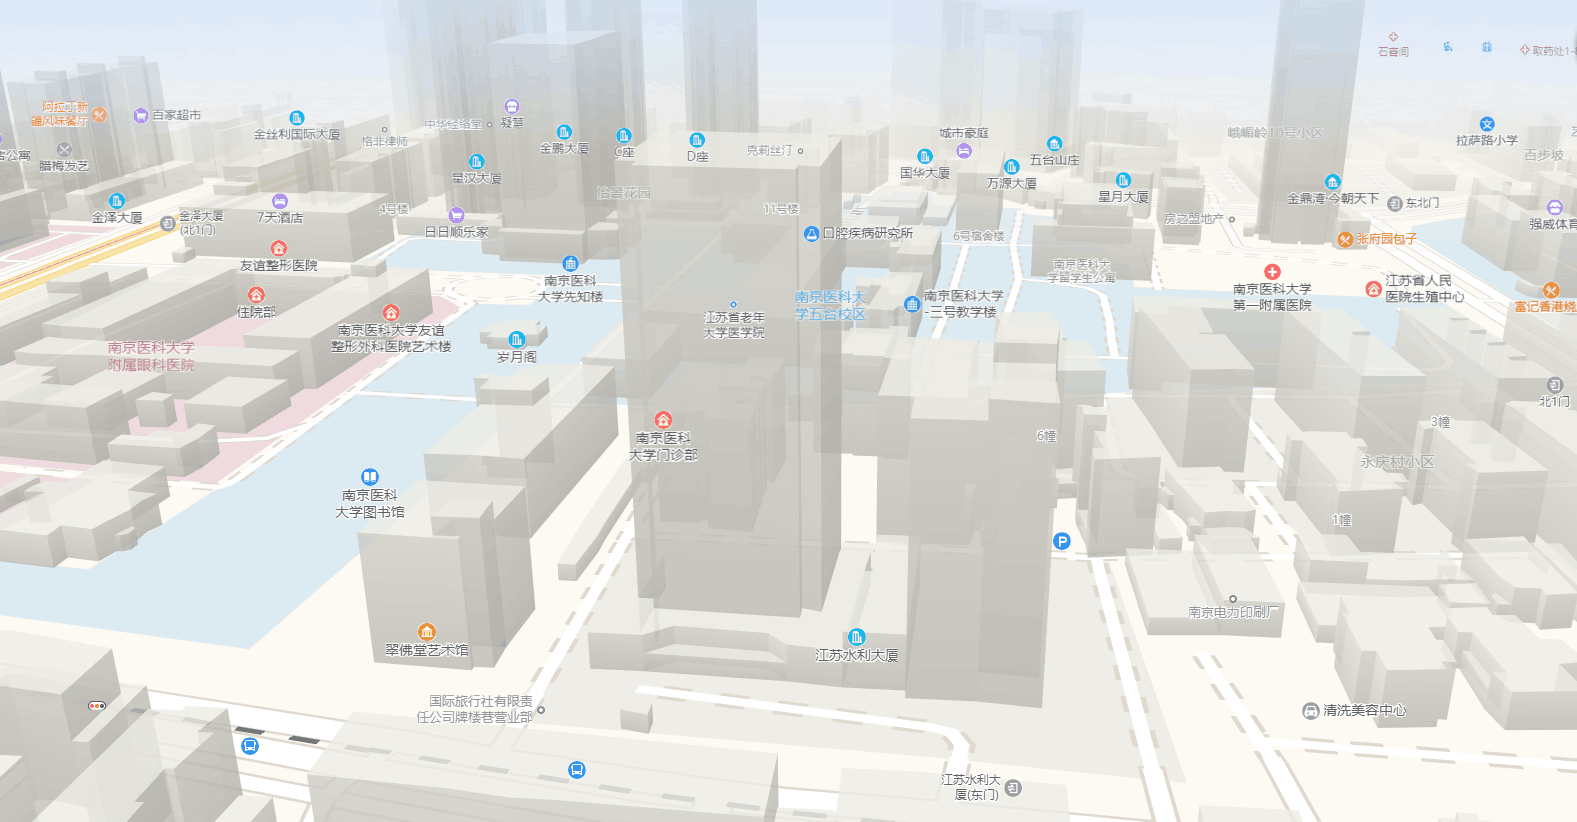 石膏间
取药处1-
阿拉丁新
疆风味餐厅
百家超市
金丝利国际大厦
格非律师
中华经络堂
凝慧
金鹏大厦
C座
D座
克莉丝汀
城市豪庭
国华大厦
万源大厦
五台山庄
星月大厦
峨嵋岭10号小区
拉萨路小学
百步坡
腊梅发艺
金泽大厦
金泽大厦
(北1门)
7天酒店
星汉大厦
4号楼
日日顺乐家
怡景花园
11号楼
口腔疾病研究所
6号宿舍楼
房之盟地产
金鼎湾·今朝天下
东北门
强威体育
张府园包子
友谊整形医院
住院部
南京医科大学友谊
整形外科医院艺术楼
南京医科
大学先知楼
岁月阁
江苏省老年
大学医学院
南京医科大
学五台校区
南京医科大学
-三号教学楼
南京医科大
学留学生公寓
南京医科大学
第一附属医院
江苏省人民
医院生殖中心
富记香港烧
南京医科大学
附属眼科医院
南京医科
大学门诊部
南京医科
大学图书馆
6幢
3幢
北1门
永庆村小区
1幢
南京电力印刷厂
翠佛堂艺术馆
江苏水利大厦
国际旅行社有限责
任公司牌楼巷营业部
清洗美容中心
江苏水利大
厦(东门)
P